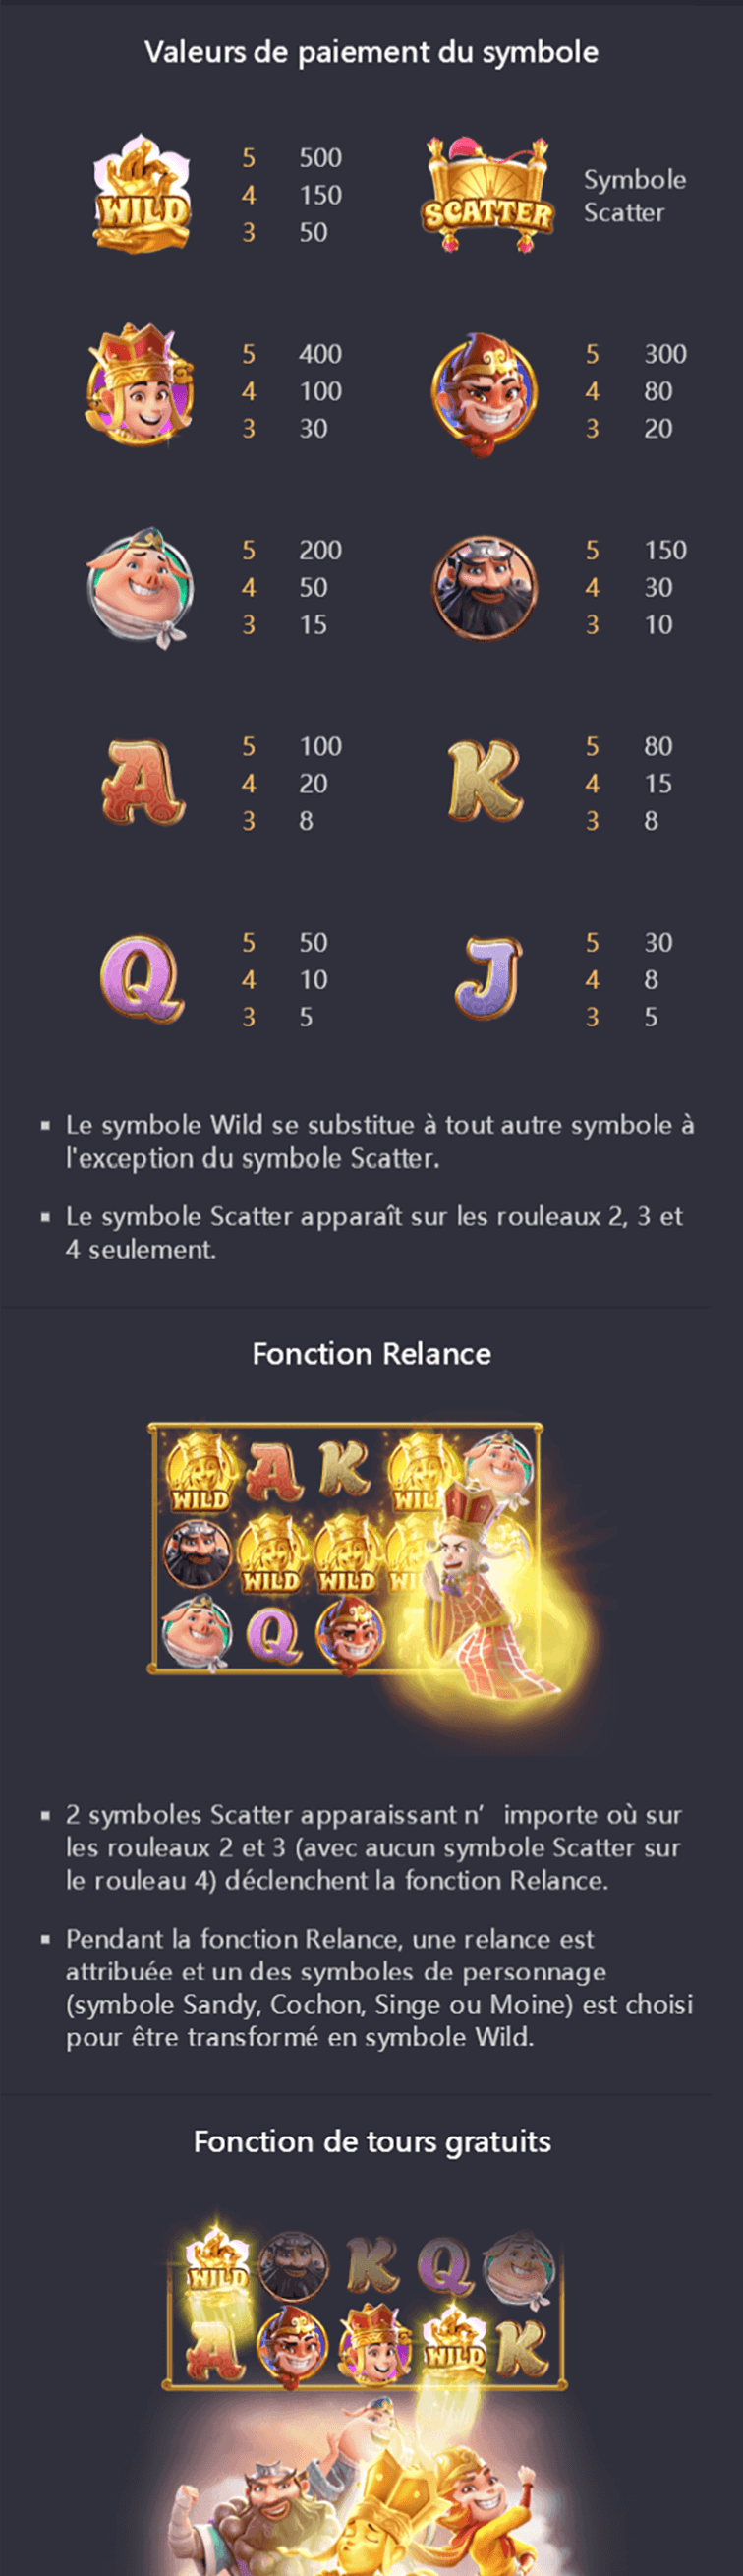 Valeurs de paiement du symbole
WILD
5 500
4 150
3 50
SCATTER
Symbole
Scatter
5 400
4 100
3 30
5 300
4 80
3 20
5 200
4 50
3 15
5 150
4 30
3 10
A
5 100
4 20
3 8
K
5 80
4 15
3 8
Q
5 50
4 10
3 5
J
5 30
4 8
3 5
▪ Le symbole Wild se substitue à tout autre symbole à
l'exception du symbole Scatter.
▪ Le symbole Scatter apparaît sur les rouleaux 2, 3 et
4 seulement.
Fonction Relance
WILD A K WIL
WILD WILD WI
Q
▪ 2 symboles Scatter apparaissant n’ importe où sur
les rouleaux 2 et 3 (avec aucun symbole Scatter sur
le rouleau 4) déclenchent la fonction Relance.
▪ Pendant la fonction Relance, une relance est
attribuée et un des symboles de personnage
(symbole Sandy, Cochon, Singe ou Moine) est choisi
pour être transformé en symbole Wild.
Fonction de tours gratuits
WILD K Q
A WILD K